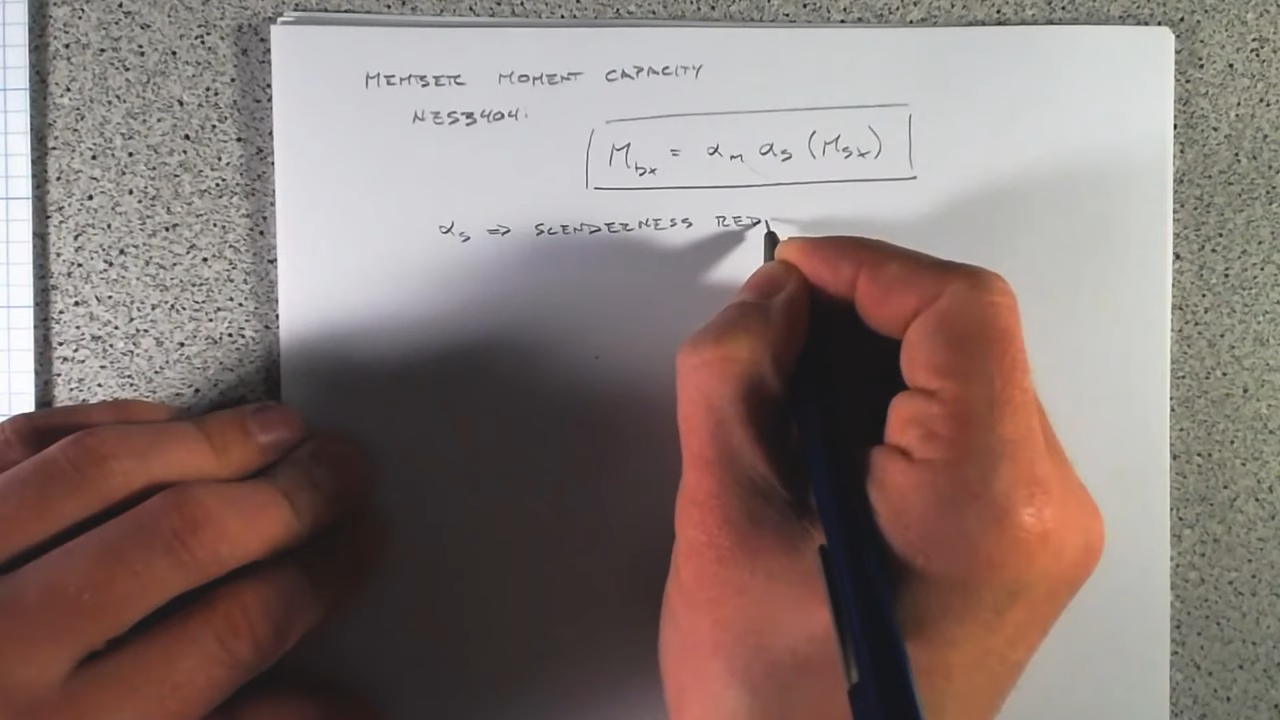 MEMBER MOMENT CAPACITY
NZS3404:
M_bx = α_m α_s (M_sx)
α_s ⇒ SLENDERNESS RED